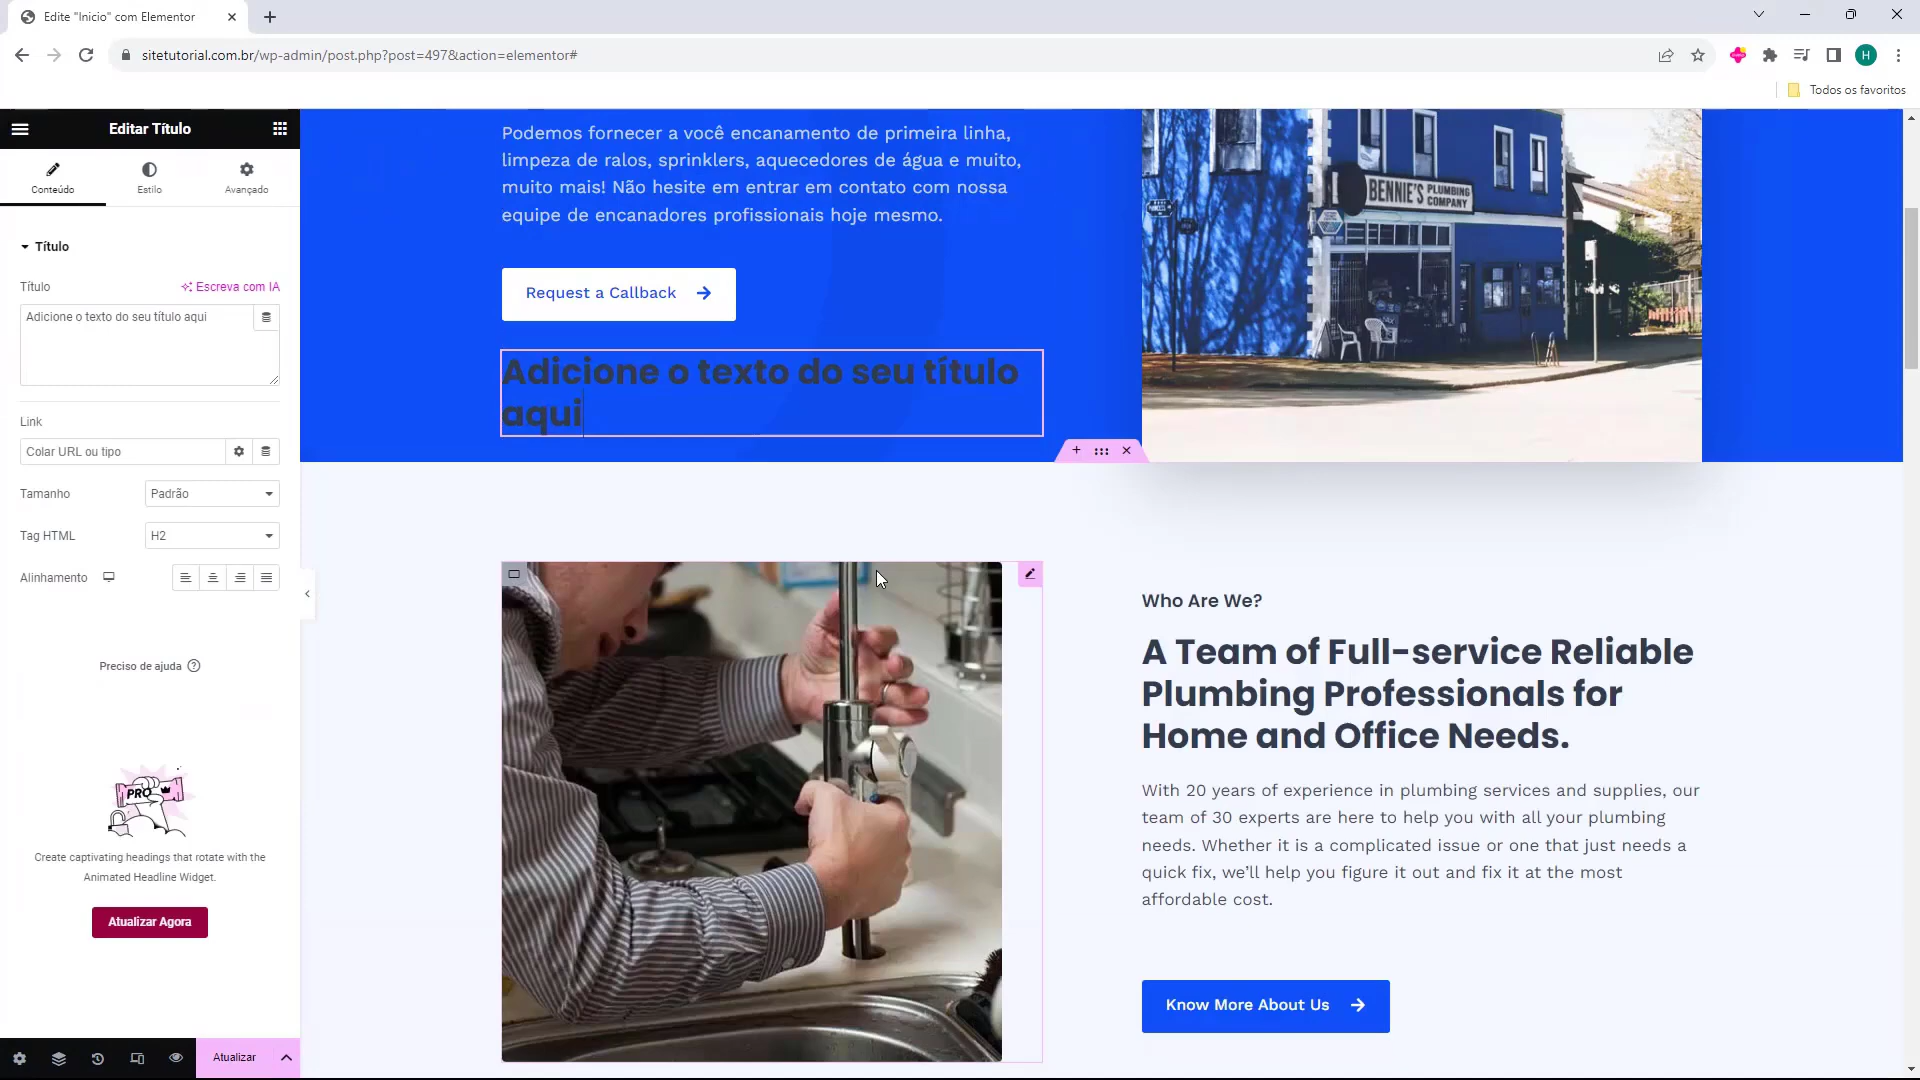 Edite "Inicio" com Elementor
sitetutorial.com.br/wp-admin/post.php?post=497&action=elementor#
H
Todos os favoritos
Editar Título
Conteúdo
Estilo
Avançado
Título
Título
Escreva com IA
Adicione o texto do seu título aqui
Link
Colar URL ou tipo
Tamanho
Padrão
Tag HTML
H2
Alinhamento
Preciso de ajuda
PRO
Create captivating headings that rotate with the
Animated Headline Widget.
Atualizar Agora
Atualizar
Podemos fornecer a você encanamento de primeira linha,
limpeza de ralos, sprinklers, aquecedores de água e muito,
muito mais! Não hesite em entrar em contato com nossa
equipe de encanadores profissionais hoje mesmo.
Request a Callback
Adicione o texto do seu título
aqui
BENNIE'S PLUMBING
COMPANY
Who Are We?
A Team of Full-service Reliable
Plumbing Professionals for
Home and Office Needs.
With 20 years of experience in plumbing services and supplies, our
team of 30 experts are here to help you with all your plumbing
needs. Whether it is a complicated issue or one that just needs a
quick fix, we'll help you figure it out and fix it at the most
affordable cost.
Know More About Us